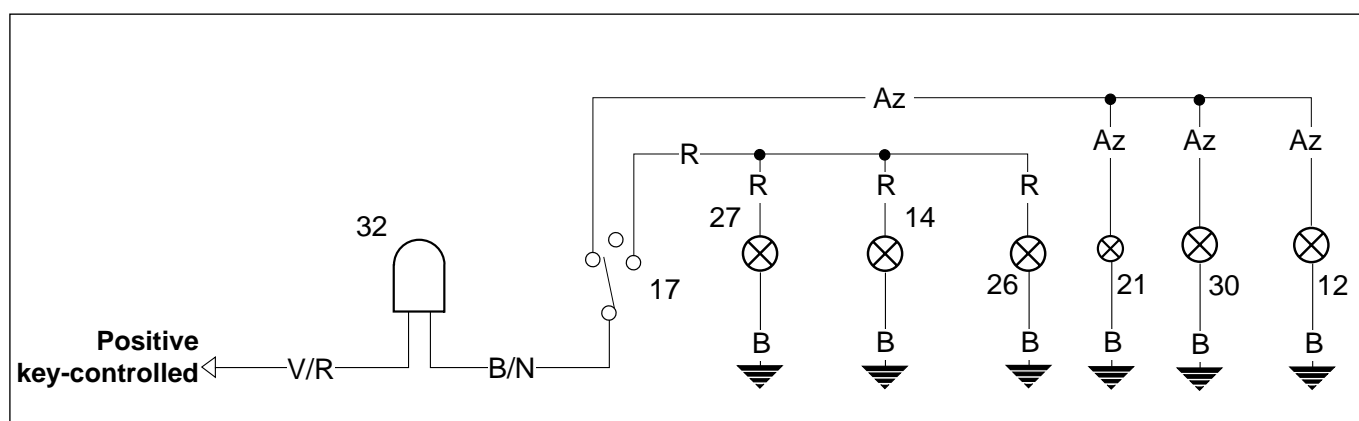 Az
Az Az Az
R
R R R
27 14
32
17 26 21 30 12
Positive
key-controlled
V/R B/N
B B B B B B